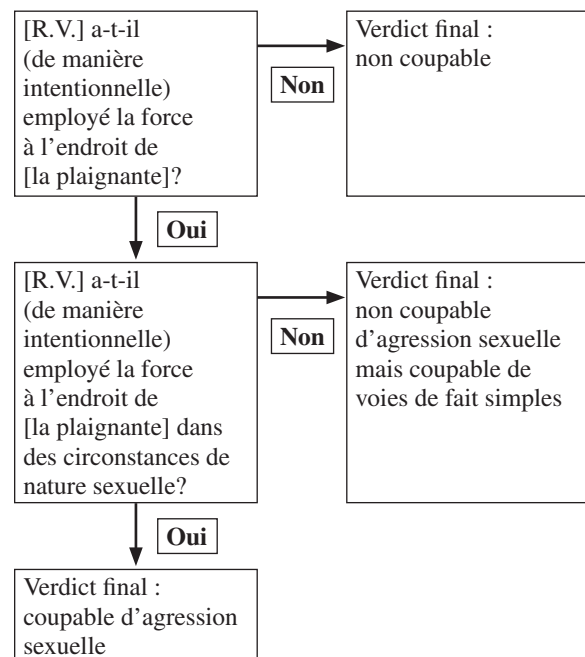 [R.V.] a-t-il
(de manière
intentionnelle)
employé la force
à l'endroit de
[la plaignante]?
Non
Verdict final :
non coupable
Oui
[R.V.] a-t-il
(de manière
intentionnelle)
employé la force
à l'endroit de
[la plaignante] dans
des circonstances de
nature sexuelle?
Non
Verdict final :
non coupable
d'agression sexuelle
mais coupable de
voies de fait simples
Oui
Verdict final :
coupable d'agression
sexuelle